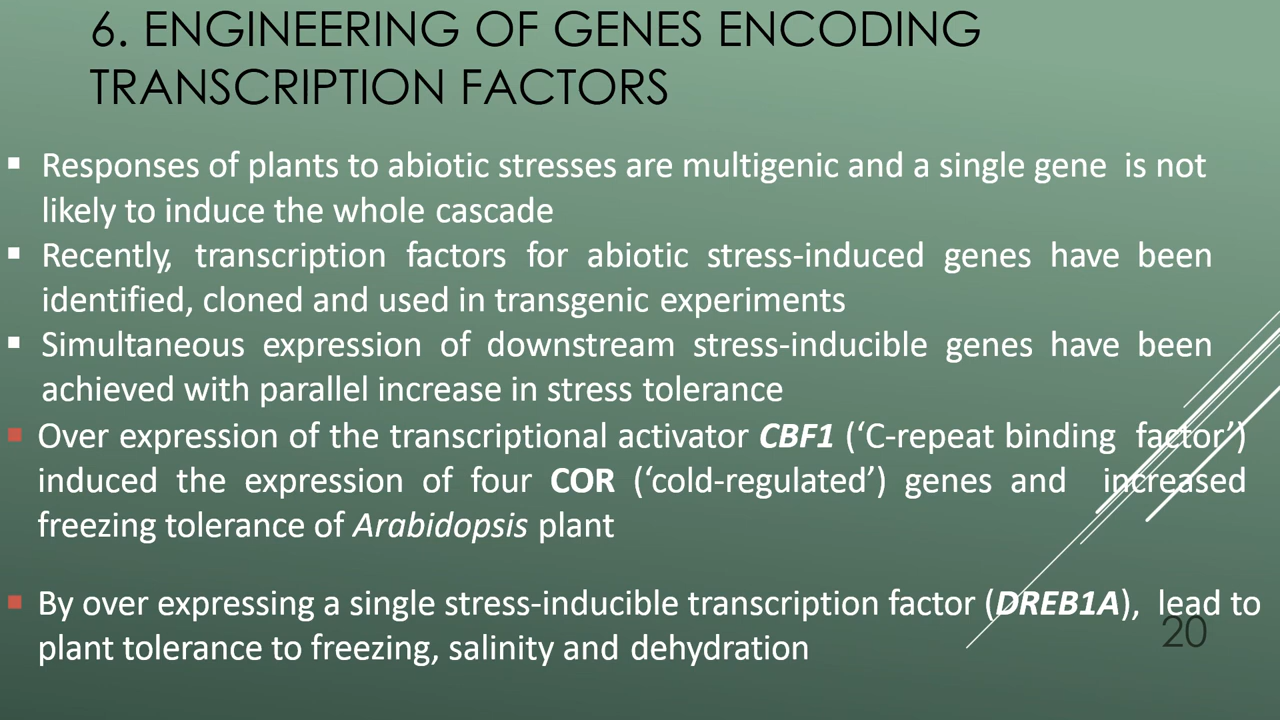 6. ENGINEERING OF GENES ENCODING
TRANSCRIPTION FACTORS
▪ Responses of plants to abiotic stresses are multigenic and a single gene is not
likely to induce the whole cascade
▪ Recently, transcription factors for abiotic stress-induced genes have been
identified, cloned and used in transgenic experiments
▪ Simultaneous expression of downstream stress-inducible genes have been
achieved with parallel increase in stress tolerance
▪ Over expression of the transcriptional activator CBF1 (‘C-repeat binding factor’)
induced the expression of four COR (‘cold-regulated’) genes and increased
freezing tolerance of Arabidopsis plant
▪ By over expressing a single stress-inducible transcription factor (DREB1A), lead to
plant tolerance to freezing, salinity and dehydration
20